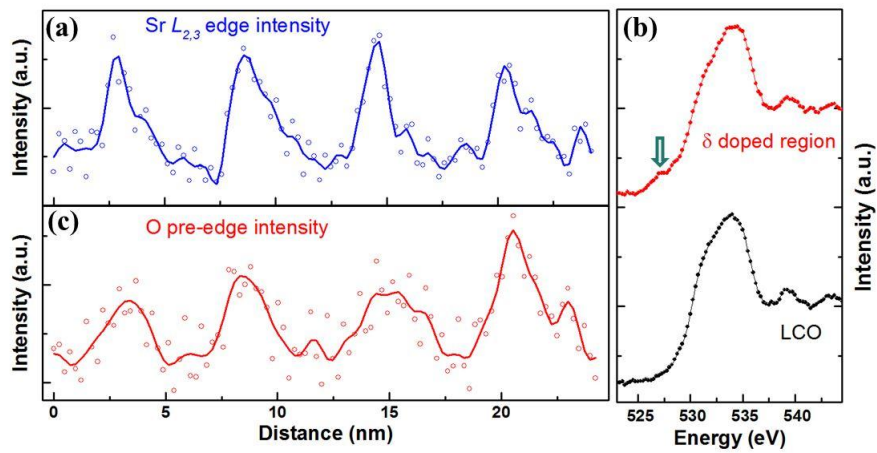 (a)
Sr L2,3 edge intensity
Intensity (a.u.)
(c)
O pre-edge intensity
Intensity (a.u.)
0 5 10 15 20
Distance (nm)
(b)
δ doped region
LCO
Intensity (a.u.)
525 530 535 540
Energy (eV)